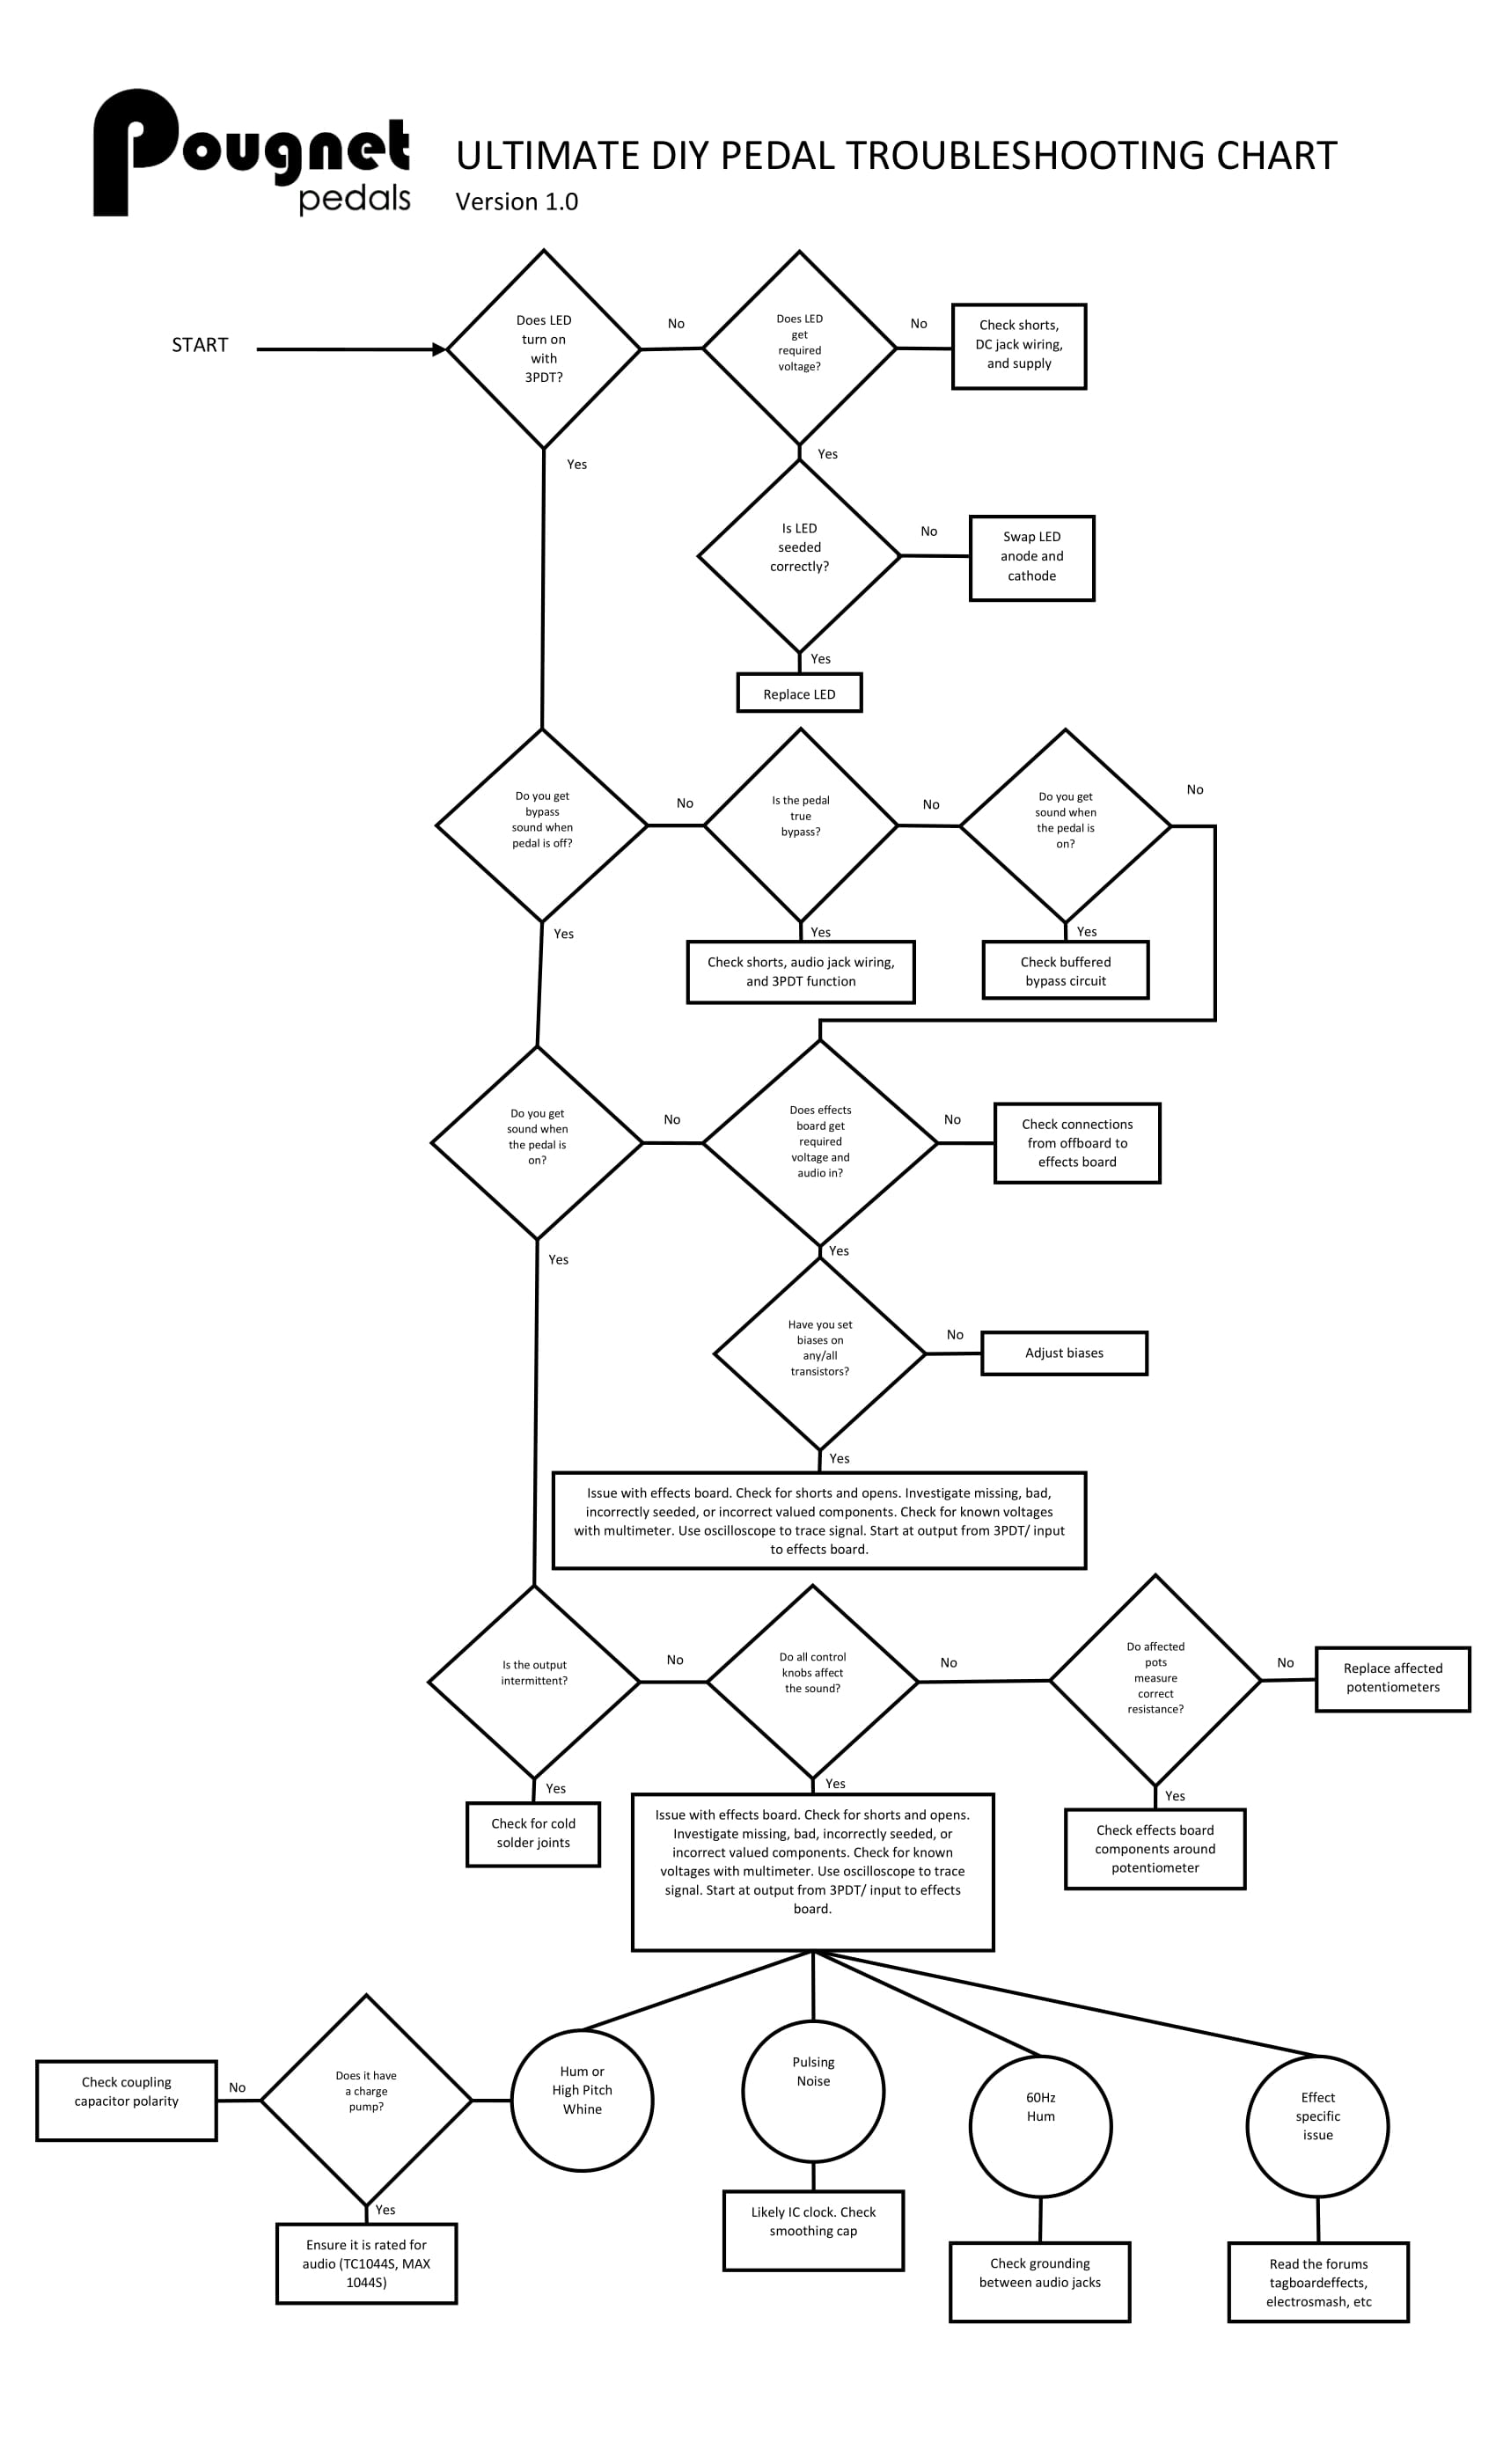 Pougnet
pedals
ULTIMATE DIY PEDAL TROUBLESHOOTING CHART
Version 1.0
START
Does LED
turn on
with
3PDT?
No
Does LED
get
required
voltage?
No
Check shorts,
DC jack wiring,
and supply
Yes
Yes
Is LED
seeded
correctly?
No
Swap LED
anode and
cathode
Yes
Replace LED
Do you get
bypass
sound when
pedal is off?
No
Is the pedal
true
bypass?
No
Do you get
sound when
the pedal is
on?
No
Yes
Yes
Check shorts, audio jack wiring,
and 3PDT function
Yes
Check buffered
bypass circuit
Do you get
sound when
the pedal is
on?
No
Does effects
board get
required
voltage and
audio in?
No
Check connections
from offboard to
effects board
Yes
Yes
Have you set
biases on
any/all
transistors?
No
Adjust biases
Yes
Issue with effects board. Check for shorts and opens. Investigate missing, bad,
incorrectly seeded, or incorrect valued components. Check for known voltages
with multimeter. Use oscilloscope to trace signal. Start at output from 3PDT/ input
to effects board.
Is the output
intermittent?
No
Do all control
knobs affect
the sound?
No
Do affected
pots
measure
correct
resistance?
No
Replace affected
potentiometers
Yes
Check for cold
solder joints
Yes
Issue with effects board. Check for shorts and opens.
Investigate missing, bad, incorrectly seeded, or
incorrect valued components. Check for known
voltages with multimeter. Use oscilloscope to trace
signal. Start at output from 3PDT/ input to effects
board.
Yes
Check effects board
components around
potentiometer
Check coupling
capacitor polarity
No
Does it have
a charge
pump?
Hum or
High Pitch
Whine
Pulsing
Noise
60Hz
Hum
Effect
specific
issue
Yes
Ensure it is rated for
audio (TC1044S, MAX
1044S)
Likely IC clock. Check
smoothing cap
Check grounding
between audio jacks
Read the forums
tagboardeffects,
electrosmash, etc